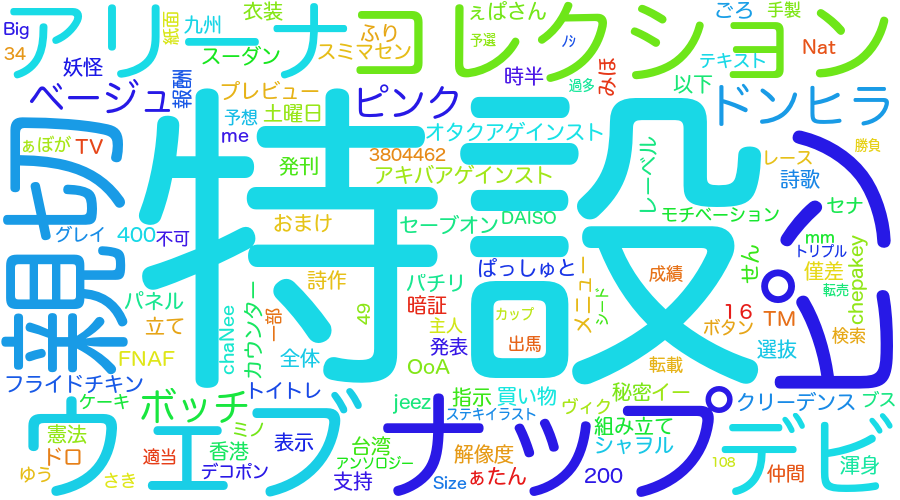 アリーナ
コレクション
Big
34
紙面
九州
衣装
ぇぱさん
予選
ごろ
手製
妖怪
スーダン
ふり
スミマセン
時半
みほ
過多
テキスト
Nat
以下
報酬
プレビュー
予想
土曜日
ベージュ
ピンク
ドンヒラ
親切
特設
ぁぽが
TV
me
オタクアゲインスト
3804462
発刊
アキバアゲインスト
レーベル
レース
勝負
詩歌
グレイ
400
不可
おまけ
セーブオン
DAISO
モチベーション
セナ
mm
トリプル
ぱっしゅと
せん
僅差
chepakey
パネル
詩作
バチリ
メニュー
シード
成績
転売
立て
chaNee
カウンター
一部
49
暗証
主人
カップ
16
TM
ボタン
検索
FNAF
全体
発表
出馬
選抜
OoA
転載
フライドチキン
トイトレ
ボッチ
jeez
指示
買い物
秘密イー
クリーデンス
ブス
ケーキ
ステキイラスト
ヴィク
ウェブ
ナップ
デビ
憲法
ミノ
表示
組み立て
ドロ
適当
香港
台湾
解像度
シャラル
アンソロジー
ゆう
さき
デコポン
支持
Size
ぁたん
200
108
仲間
渾身